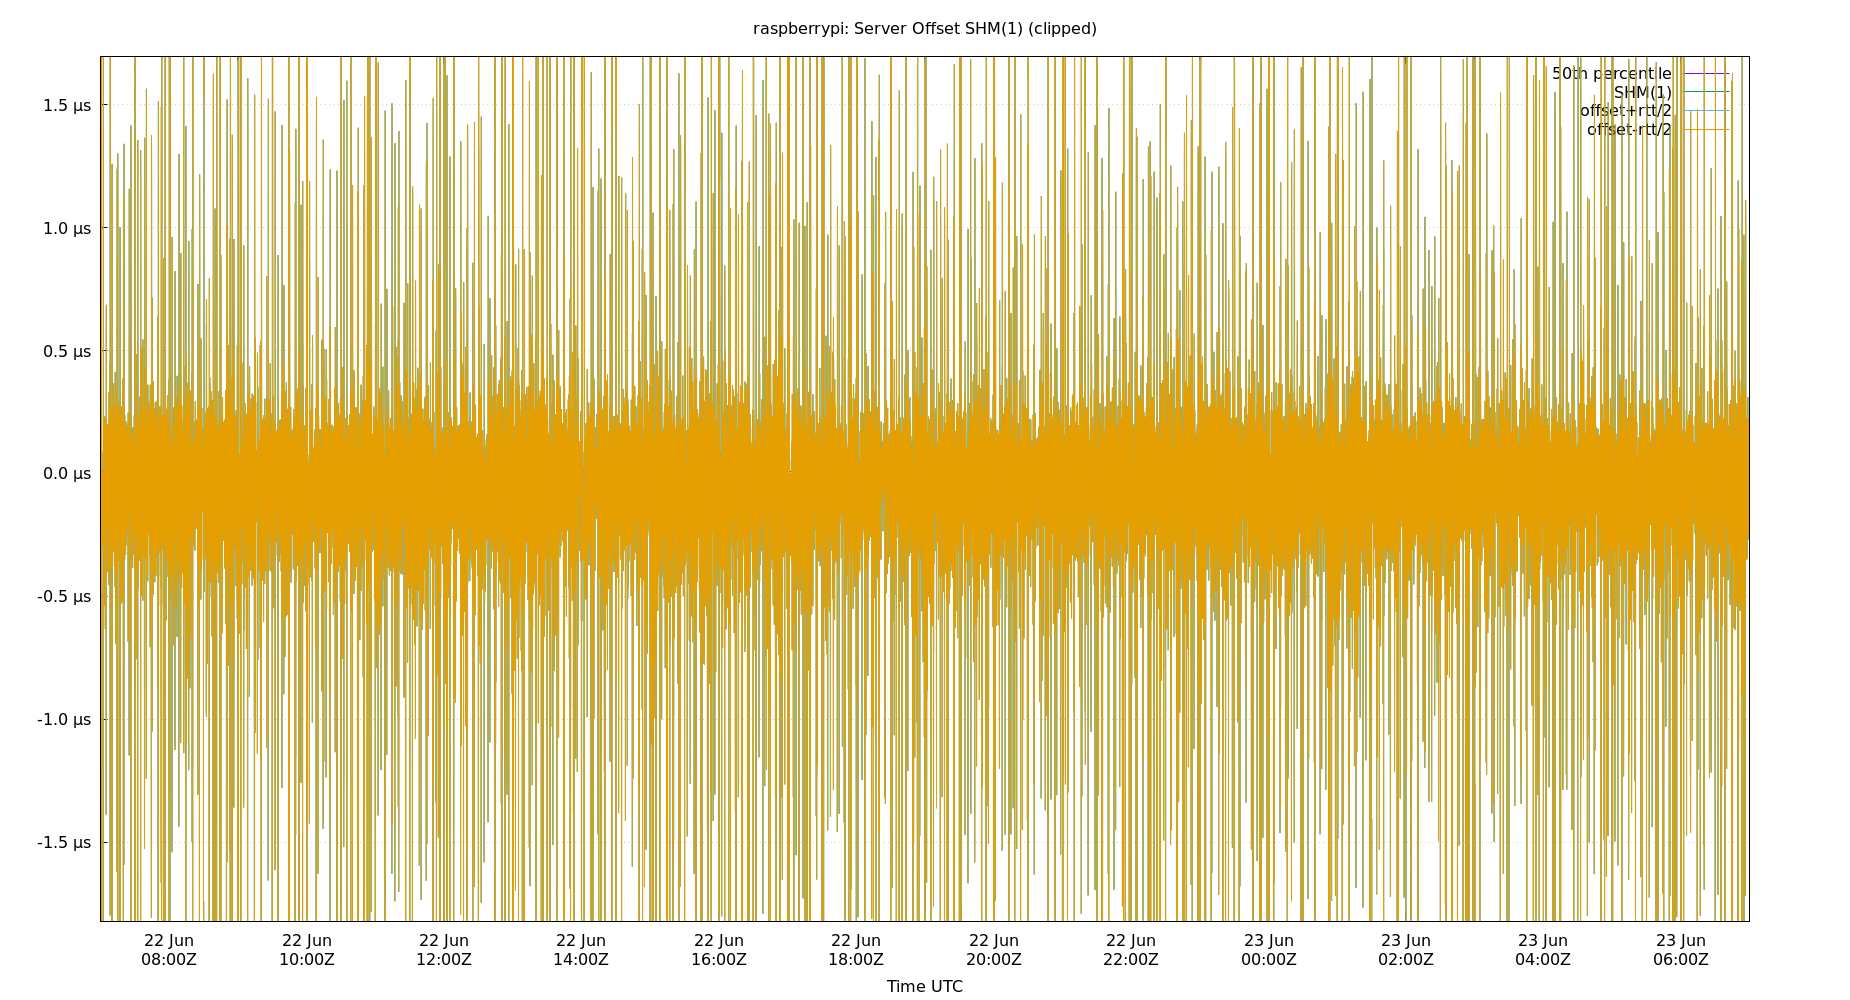 raspberrypi: Server Offset SHM(1) (clipped)
50th percentile
SHM(1)
offset+rtt/2
offset-rtt/2
1.5 µs
1.0 µs
0.5 µs
0.0 µs
-0.5 µs
-1.0 µs
-1.5 µs
22 Jun 22 Jun 22 Jun 22 Jun 22 Jun 22 Jun 22 Jun 22 Jun 23 Jun 23 Jun 23 Jun 23 Jun
08:00Z 10:00Z 12:00Z 14:00Z 16:00Z 18:00Z 20:00Z 22:00Z 00:00Z 02:00Z 04:00Z 06:00Z
Time UTC